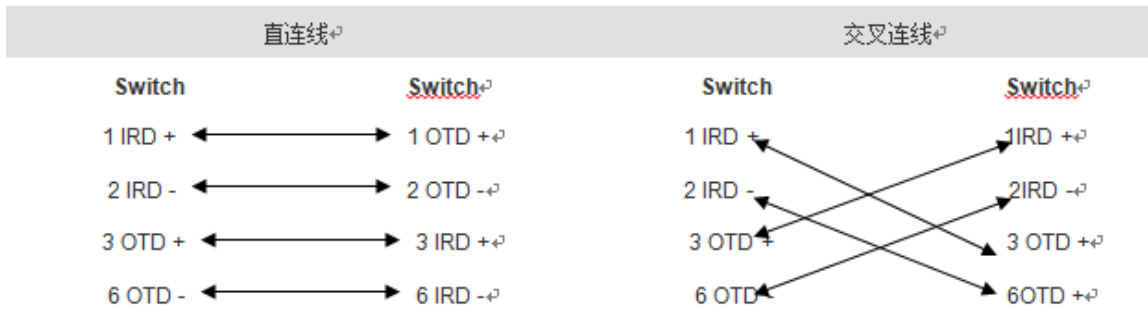 直连线 交叉连线
Switch Switch Switch Switch
1 IRD + 1 OTD + 1 IRD + 1IRD +
2 IRD - 2 OTD - 2 IRD - 2IRD -
3 OTD + 3 IRD + 3 OTD + 3 OTD +
6 OTD - 6 IRD - 6 OTD - 6OTD +